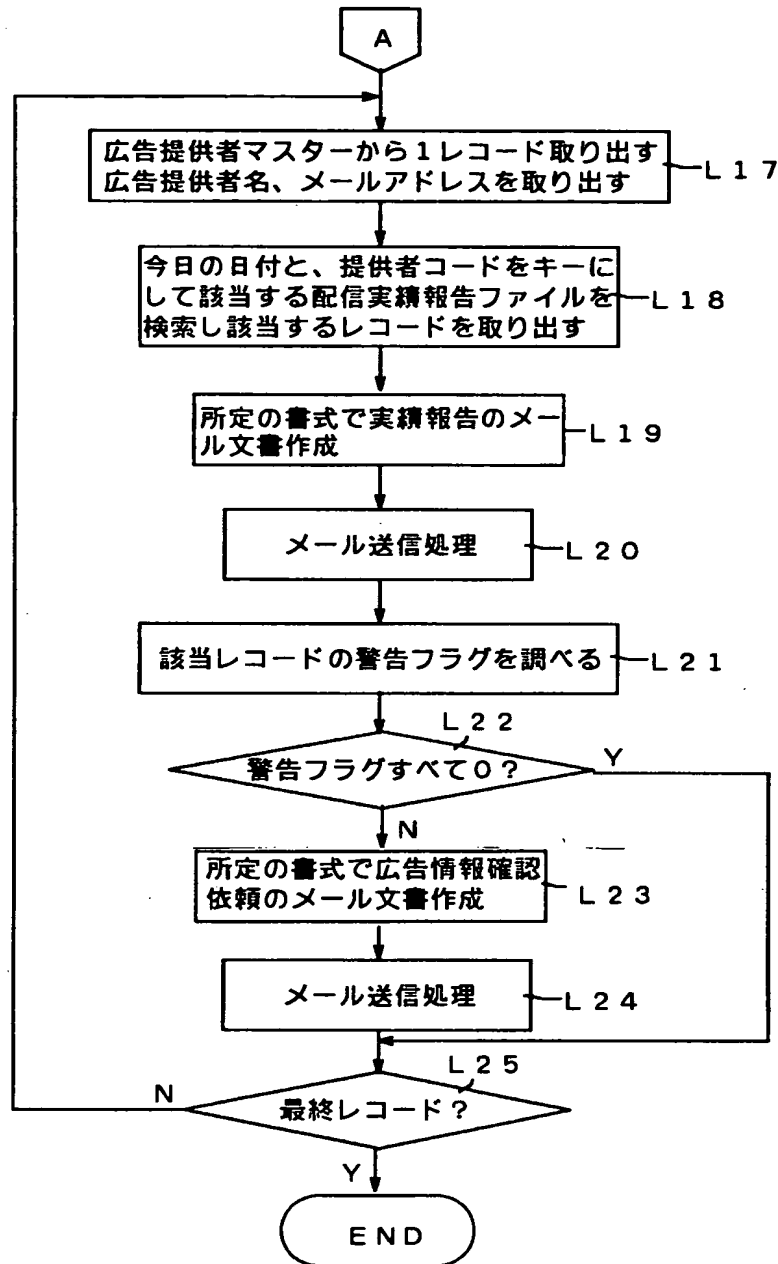 A
広告提供者マスターから1レコード取り出す
広告提供者名、メールアドレスを取り出す
L17
今日の日付と、提供者コードをキーに
して該当する配信実績報告ファイルを
検索し該当するレコードを取り出す
L18
所定の書式で実績報告のメー
ル文書作成
L19
メール送信処理
L20
該当レコードの警告フラグを調べる
L21
L22
警告フラグすべて0?
Y
N
所定の書式で広告情報確認
依頼のメール文書作成
L23
メール送信処理
L24
L25
N
最終レコード?
Y
END